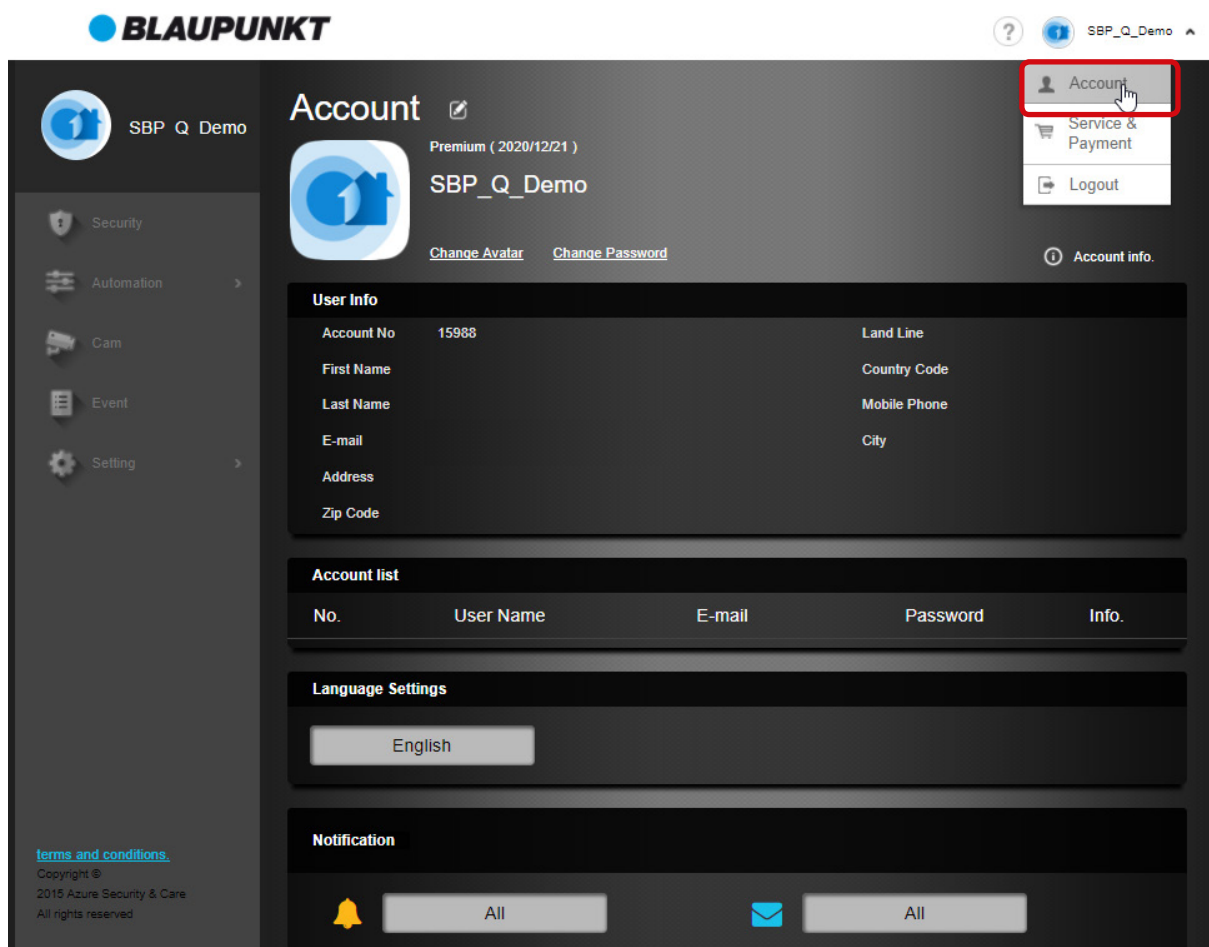 BLAUPUNKT
? SBP_Q_Demo
Account
Service &
Payment
Logout
SBP Q Demo
Security
Automation
Cam
Event
Setting
terms and conditions.
Copyright ©
2015 Azure Security & Care
All rights reserved
Account
Premium ( 2020/12/21 )
SBP_Q_Demo
Change Avatar Change Password
Account info.
User Info
Account No 15988 Land Line
First Name Country Code
Last Name Mobile Phone
E-mail City
Address
Zip Code
Account list
No. User Name E-mail Password Info.
Language Settings
English
Notification
All All